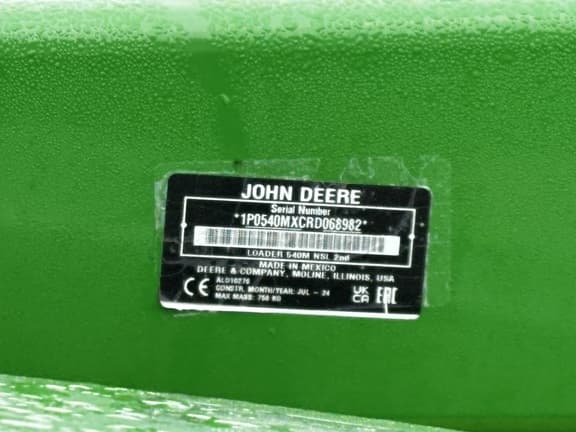 JOHN DEERE
Serial Number
*1P0540MXCRD068982*
LOADER 540M NSL 2nd
MADE IN MEXICO
DEERE & COMPANY, MOLINE, ILLINOIS, USA
ALO10276
CONSTR. MONTH/YEAR: JUL - 24
MAX MASS: 758 KG
CE UK CA EAC